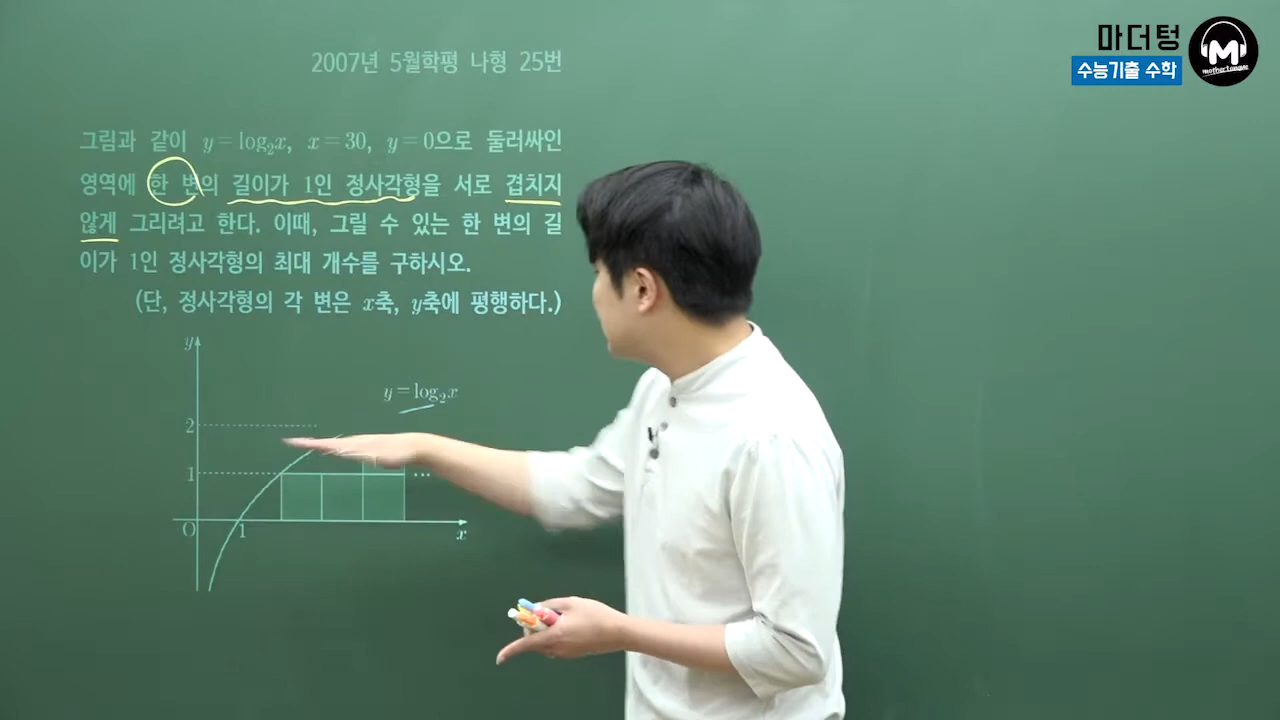 마더텅
수능기출 수학
mother tongue
2007년 5월학평 나형 25번
그림과 같이 y=log₂x, x=30, y=0으로 둘러싸인
영역에 한 변의 길이가 1인 정사각형을 서로 겹치지
않게 그리려고 한다. 이때, 그릴 수 있는 한 변의 길
이가 1인 정사각형의 최대 개수를 구하시오.
(단, 정사각형의 각 변은 x축, y축에 평행하다.)
y
y=log₂x
2
1
...
O
1
x